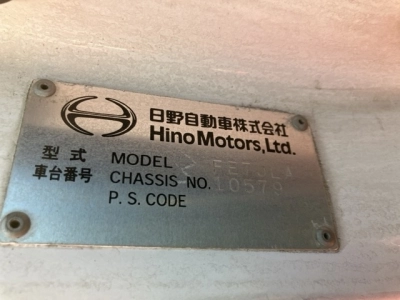 日野自動車株式会社
Hino Motors, Ltd.
型式 MODEL
車台番号 CHASSIS NO. 10579
P. S. CODE